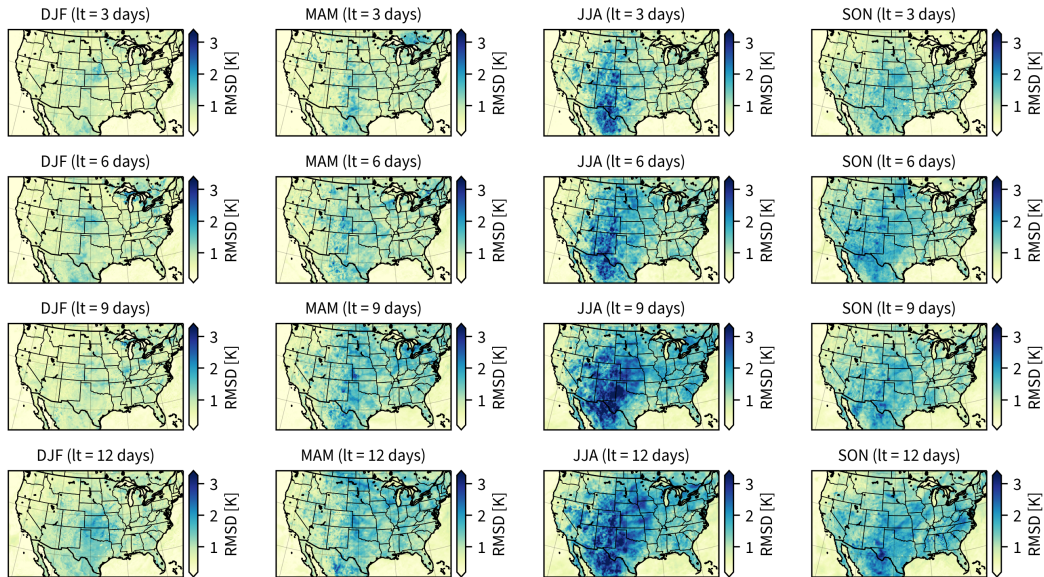 DJF (lt = 3 days) MAM (lt = 3 days) JJA (lt = 3 days) SON (lt = 3 days)
3 2 1 RMSD [K] 3 2 1 RMSD [K] 3 2 1 RMSD [K] 3 2 1 RMSD [K]
DJF (lt = 6 days) MAM (lt = 6 days) JJA (lt = 6 days) SON (lt = 6 days)
3 2 1 RMSD [K] 3 2 1 RMSD [K] 3 2 1 RMSD [K] 3 2 1 RMSD [K]
DJF (lt = 9 days) MAM (lt = 9 days) JJA (lt = 9 days) SON (lt = 9 days)
3 2 1 RMSD [K] 3 2 1 RMSD [K] 3 2 1 RMSD [K] 3 2 1 RMSD [K]
DJF (lt = 12 days) MAM (lt = 12 days) JJA (lt = 12 days) SON (lt = 12 days)
3 2 1 RMSD [K] 3 2 1 RMSD [K] 3 2 1 RMSD [K] 3 2 1 RMSD [K]